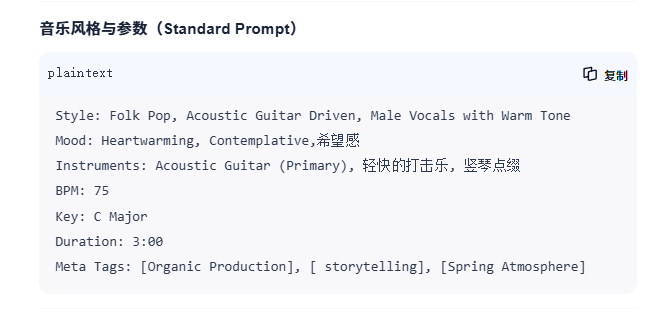 音乐风格与参数（Standard Prompt）
plaintext
复制
Style: Folk Pop, Acoustic Guitar Driven, Male Vocals with Warm Tone
Mood: Heartwarming, Contemplative,希望感
Instruments: Acoustic Guitar (Primary), 轻快的打击乐, 竖琴点缀
BPM: 75
Key: C Major
Duration: 3:00
Meta Tags: [Organic Production], [ storytelling], [Spring Atmosphere]